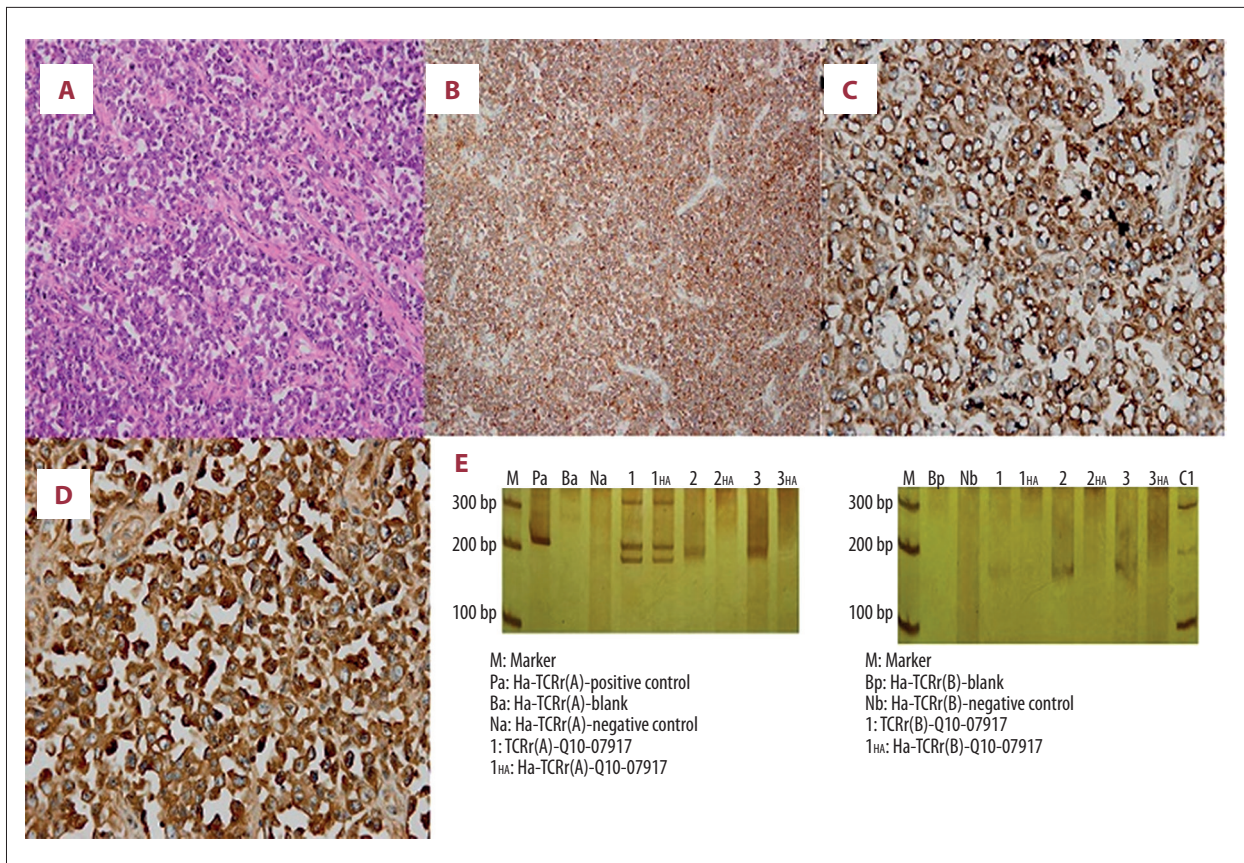 A
B
C
D
E
M Pa Ba Na 1 1HA 2 2HA 3 3HA
300 bp
200 bp
100 bp
M: Marker
Pa: Ha-TCRr(A)-positive control
Ba: Ha-TCRr(A)-blank
Na: Ha-TCRr(A)-negative control
1: TCRr(A)-Q10-07917
1HA: Ha-TCRr(A)-Q10-07917
M Bp Nb 1 1HA 2 2HA 3 3HA C1
300 bp
200 bp
100 bp
M: Marker
Bp: Ha-TCRr(B)-blank
Nb: Ha-TCRr(B)-negative control
1: TCRr(B)-Q10-07917
1HA: Ha-TCRr(B)-Q10-07917